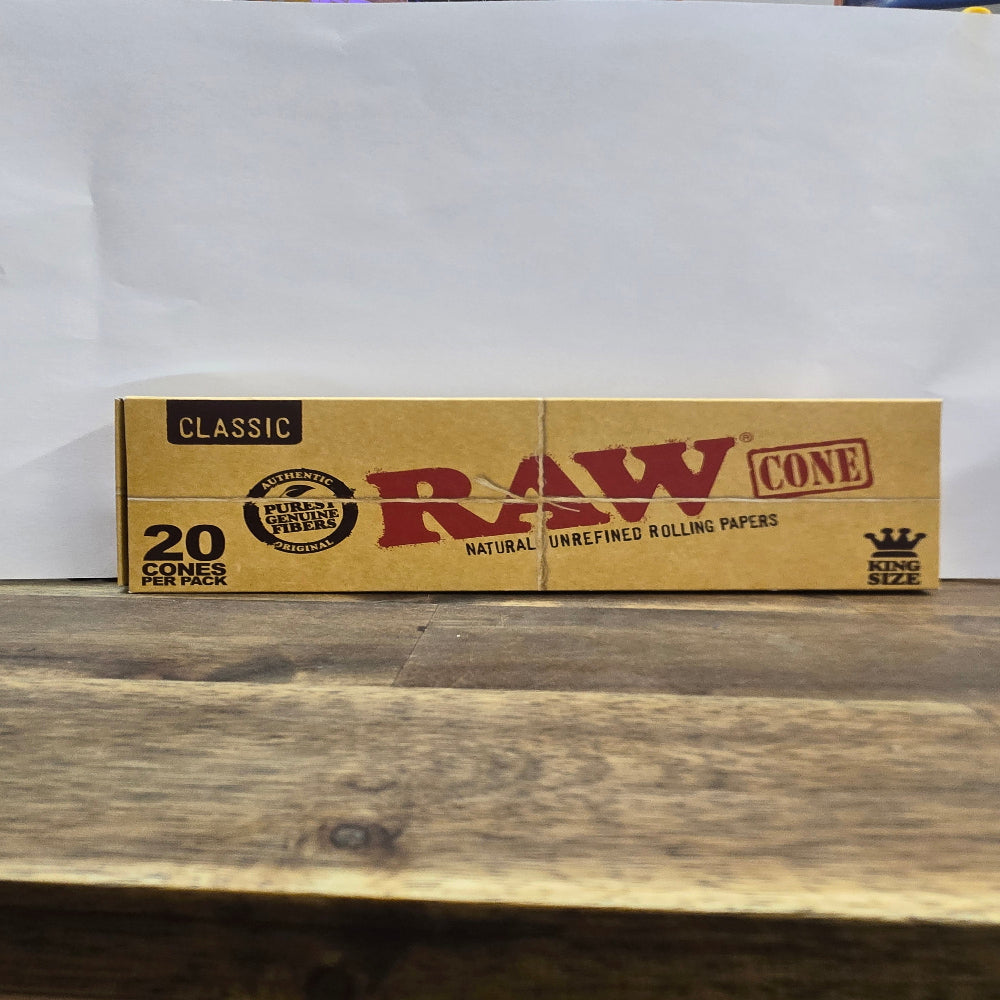 CLASSIC
AUTHENTIC
PUREST
GENUINE
FIBERS
ORIGINAL
20
CONES
PER PACK
RAW®
CONE
NATURAL UNREFINED ROLLING PAPERS
KING
SIZE